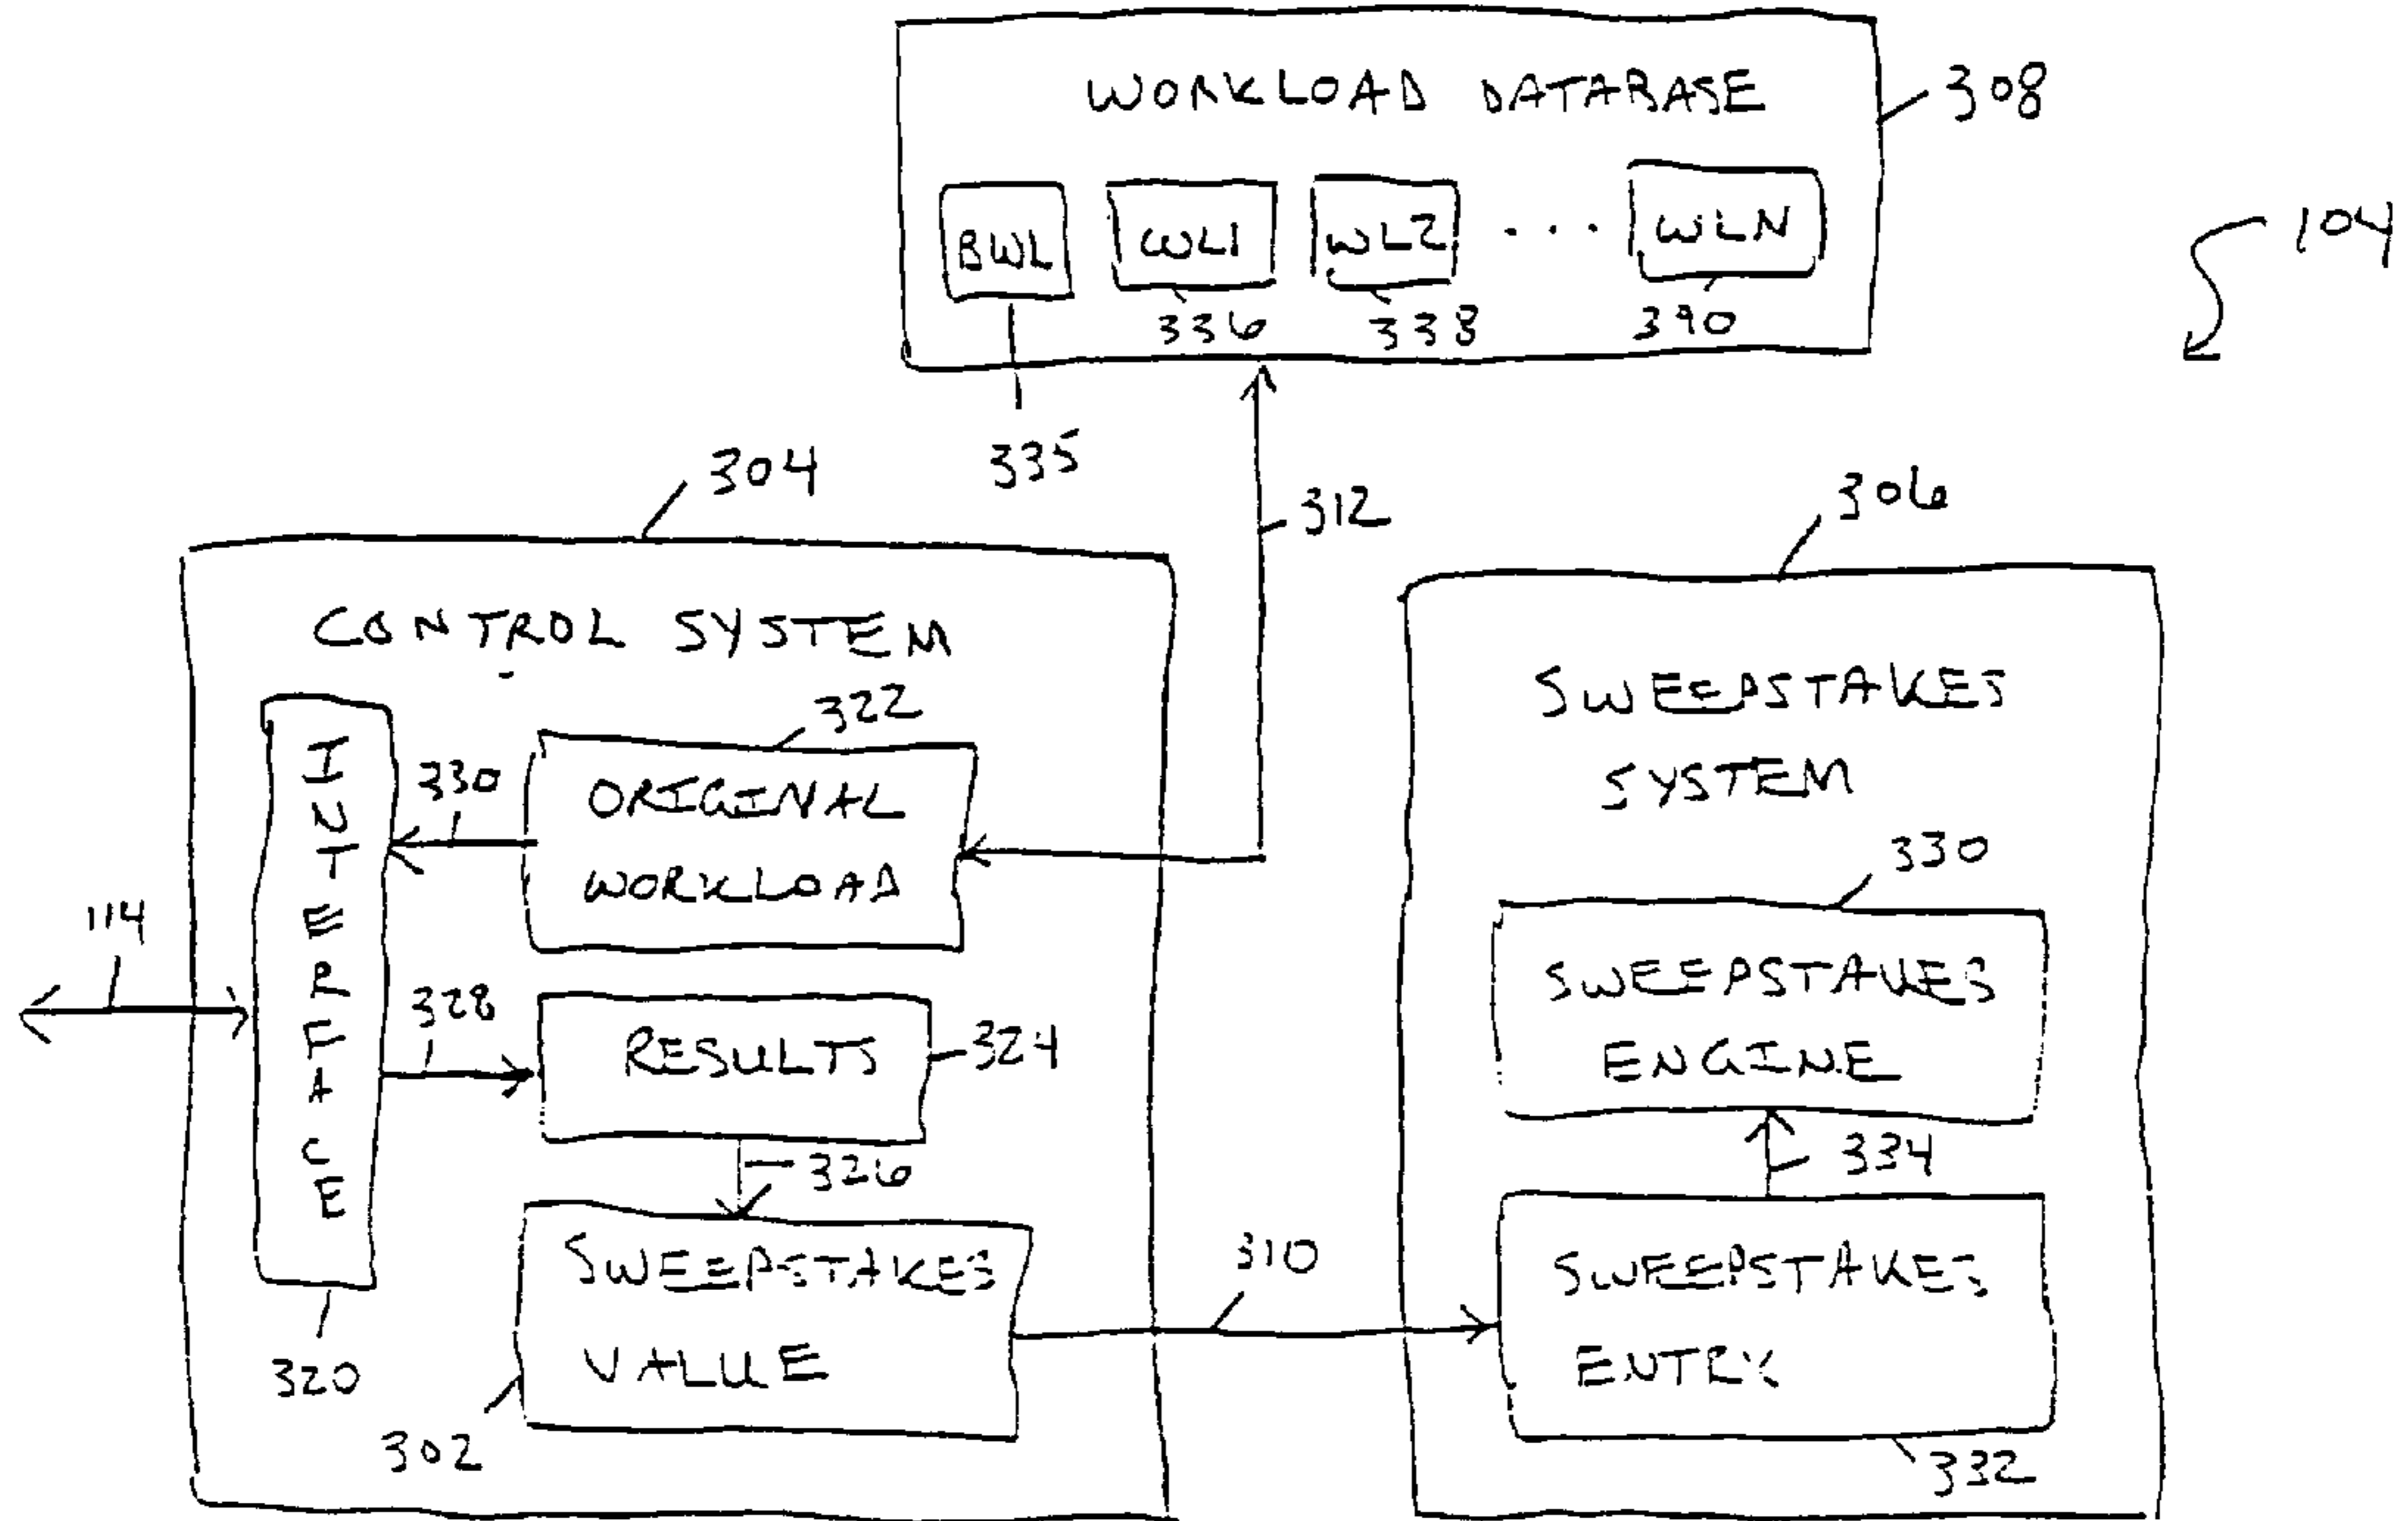 WORKLOAD DATABASE
308
BWL
WL1
WL2
. . .
WLN
104
336
338
340
335
304
312
306
CONTROL SYSTEM
SWEEPSTAKES
SYSTEM
322
INTERFACE
330
ORIGINAL
WORKLOAD
330
114
SWEEPSTAKES
ENGINE
328
RESULTS
324
334
326
SWEEPSTAKES
VALUE
310
SWEEPSTAKES
ENTRY
320
302
332